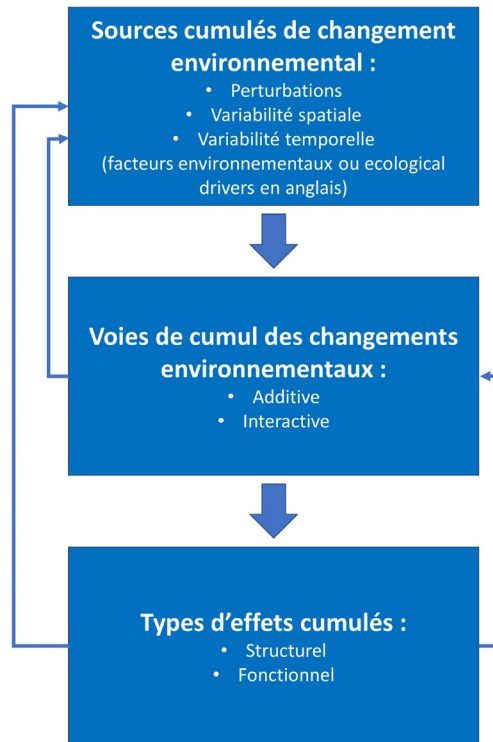 Sources cumulés de changement
environnemental :
• Perturbations
• Variabilité spatiale
• Variabilité temporelle
(facteurs environnementaux ou ecological
drivers en anglais)
Voies de cumul des changements
environnementaux :
• Additive
• Interactive
Types d’effets cumulés :
• Structurel
• Fonctionnel